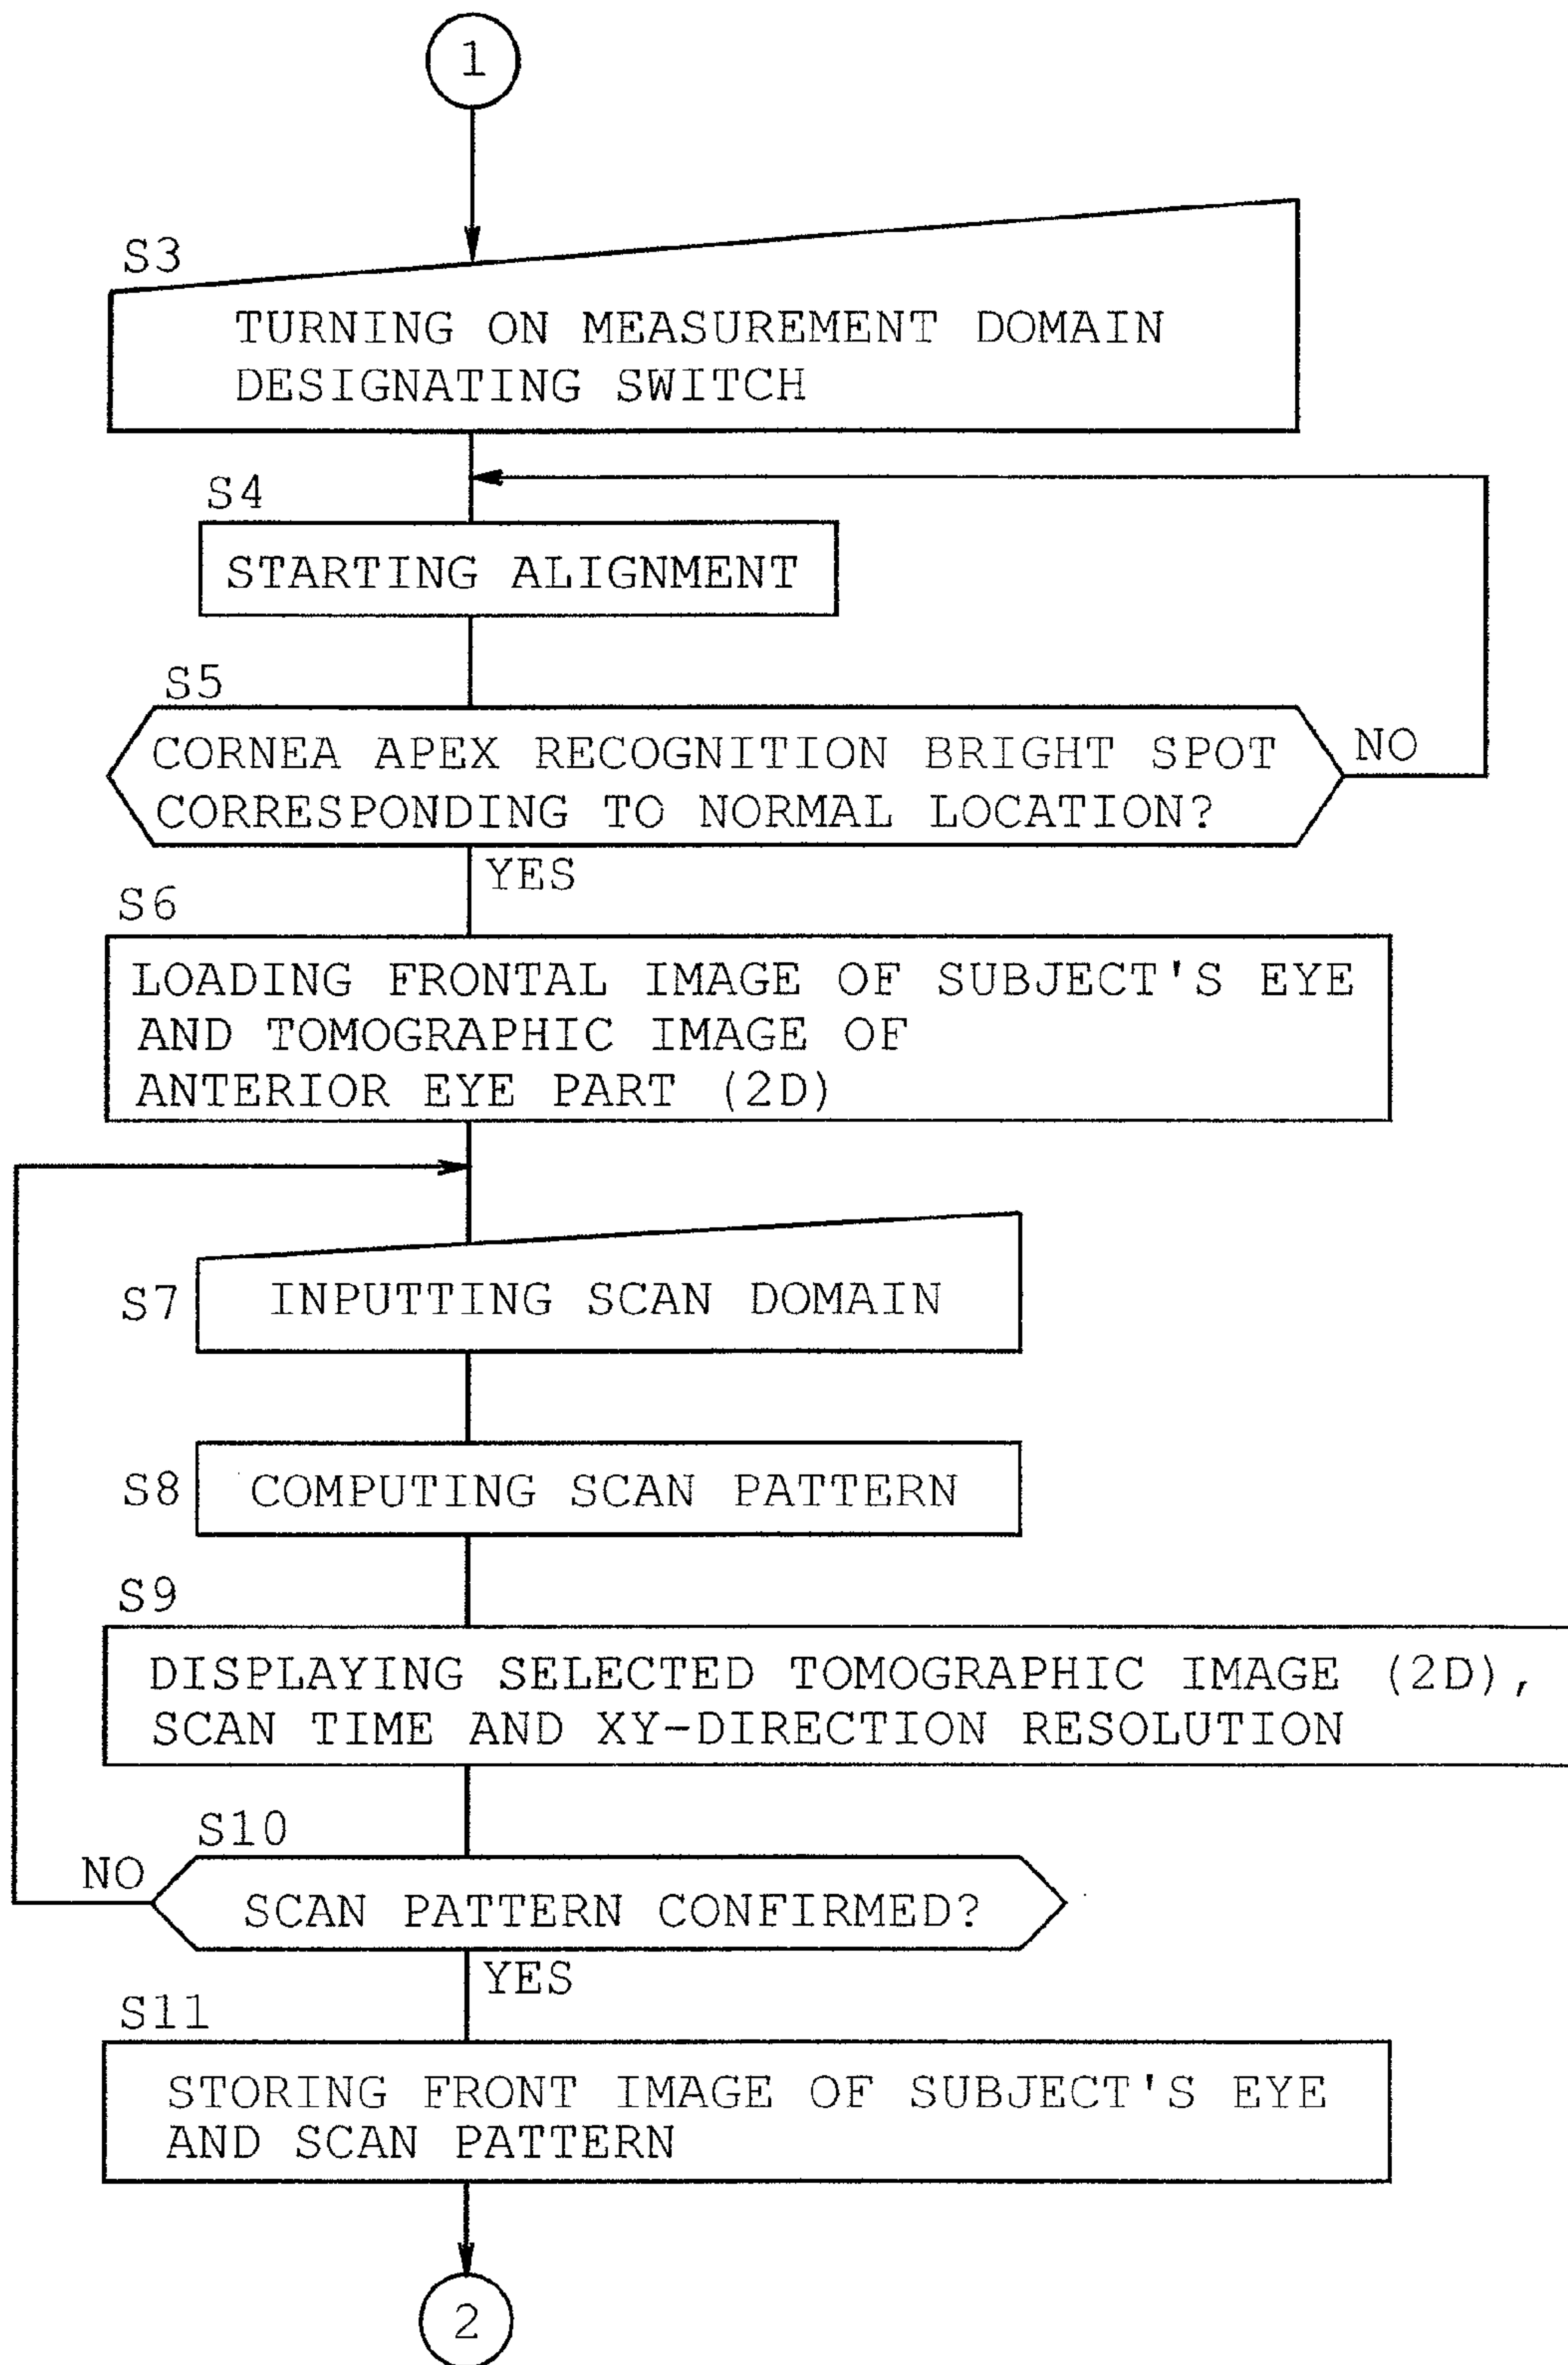 1
S3
TURNING ON MEASUREMENT DOMAIN
DESIGNATING SWITCH
S4
STARTING ALIGNMENT
S5
CORNEA APEX RECOGNITION BRIGHT SPOT
CORRESPONDING TO NORMAL LOCATION?
NO
YES
S6
LOADING FRONTAL IMAGE OF SUBJECT'S EYE
AND TOMOGRAPHIC IMAGE OF
ANTERIOR EYE PART (2D)
S7
INPUTTING SCAN DOMAIN
S8
COMPUTING SCAN PATTERN
S9
DISPLAYING SELECTED TOMOGRAPHIC IMAGE (2D),
SCAN TIME AND XY-DIRECTION RESOLUTION
S10
NO
SCAN PATTERN CONFIRMED?
YES
S11
STORING FRONT IMAGE OF SUBJECT'S EYE
AND SCAN PATTERN
2